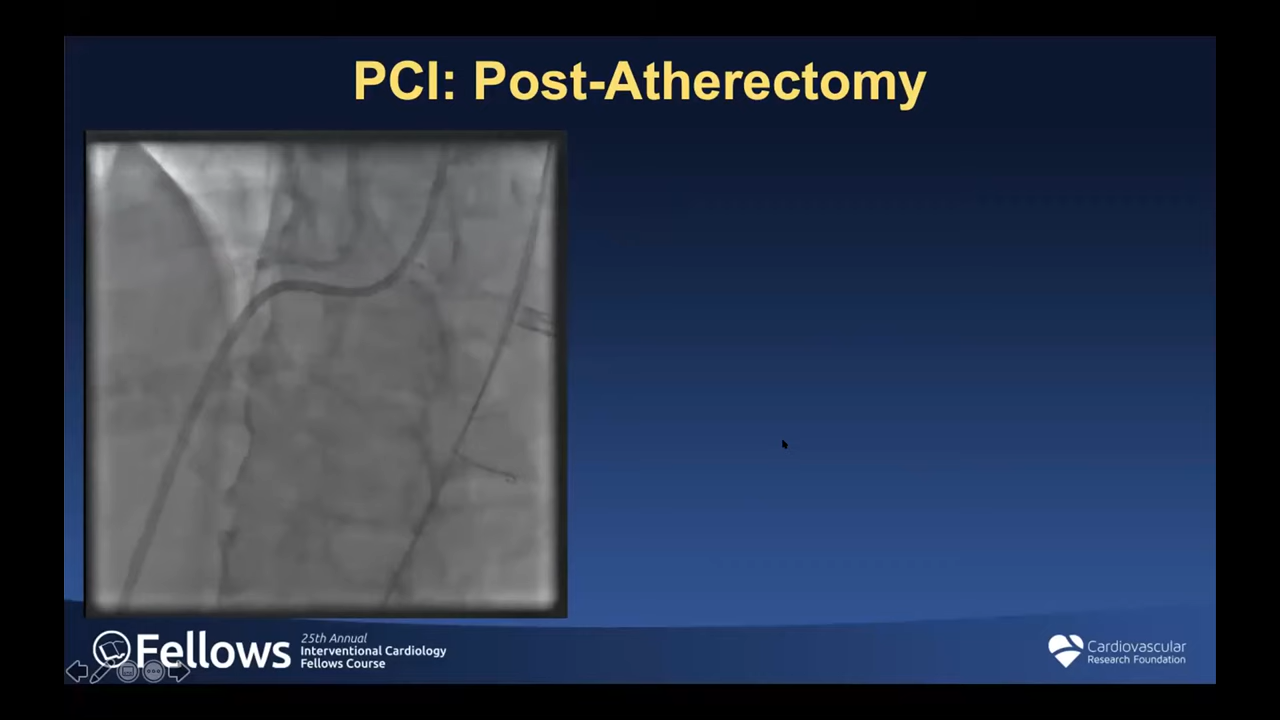 PCI: Post-Atherectomy
Fellows
25th Annual
Interventional Cardiology
Fellows Course
Cardiovascular
Research Foundation